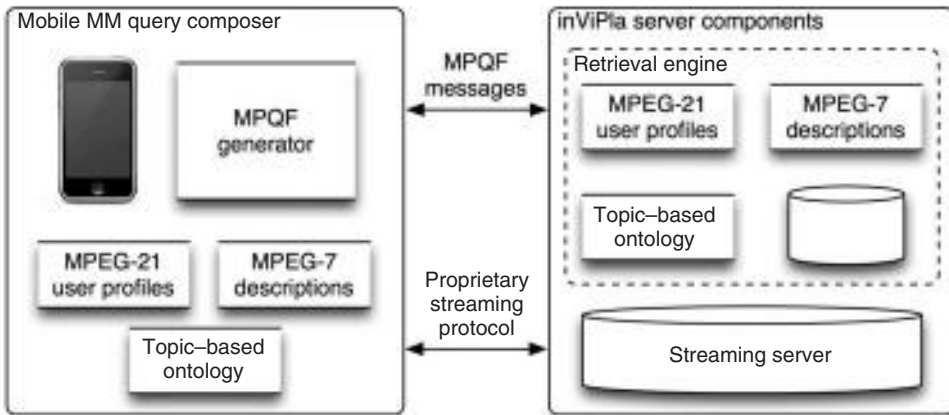 Mobile MM query composer
MPQF
generator
MPEG-21
user profiles
MPEG-7
descriptions
Topic–based
ontology
MPQF
messages
Proprietary
streaming
protocol
inViPla server components
Retrieval engine
MPEG-21
user profiles
MPEG-7
descriptions
Topic–based
ontology
Streaming server